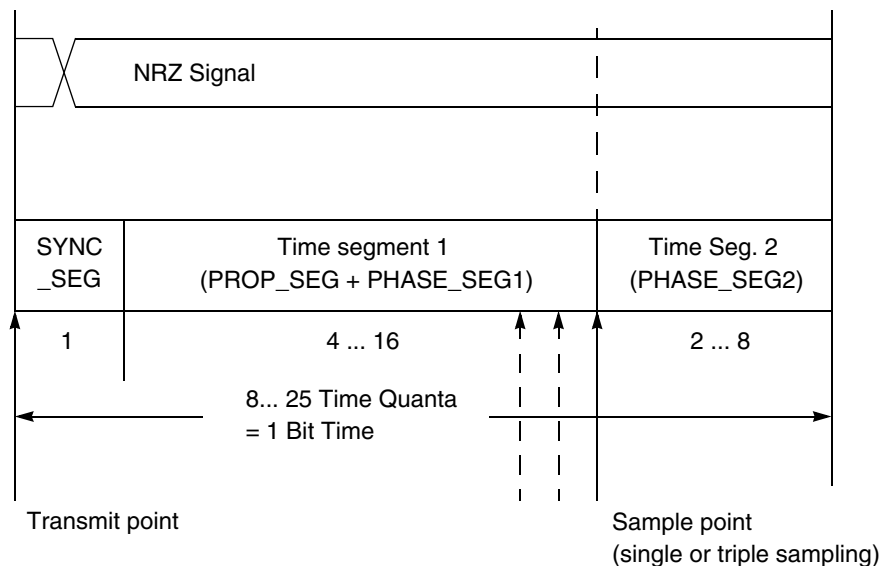 NRZ Signal
SYNC
_SEG
Time segment 1
(PROP_SEG + PHASE_SEG1)
Time Seg. 2
(PHASE_SEG2)
1
4 ... 16
2 ... 8
8... 25 Time Quanta
= 1 Bit Time
Transmit point
Sample point
(single or triple sampling)